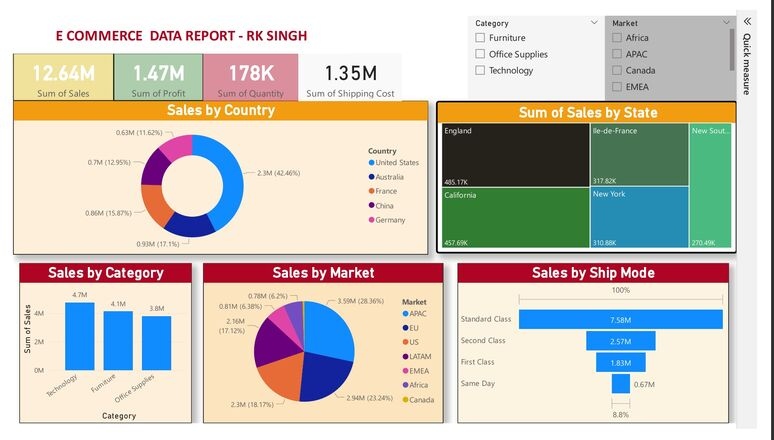 E COMMERCE DATA REPORT - RK SINGH
Category
Furniture
Office Supplies
Technology
Market
Africa
APAC
Canada
EMEA
Quick measure
12.64M
Sum of Sales
1.47M
Sum of Profit
178K
Sum of Quantity
1.35M
Sum of Shipping Cost
Sales by Country
0.63M (11.62%)
0.7M (12.95%)
0.86M (15.87%)
0.93M (17.1%)
2.3M (42.46%)
Country
United States
Australia
France
China
Germany
Sum of Sales by State
England
485.17K
California
457.69K
Ile-de-France
317.82K
New York
310.88K
New Sout...
270.49K
Sales by Category
Sum of Sales
4M
2M
0M
4.7M
4.1M
3.8M
Technology
Furniture
Office Supplies
Category
Sales by Market
0.78M (6.2%)
0.81M (6.38%)
2.16M
(17.12%)
2.3M (18.17%)
3.59M (28.36%)
2.94M (23.24%)
Market
APAC
EU
US
LATAM
EMEA
Africa
Canada
Sales by Ship Mode
100%
Standard Class
7.58M
Second Class
2.57M
First Class
1.83M
Same Day
0.67M
8.8%